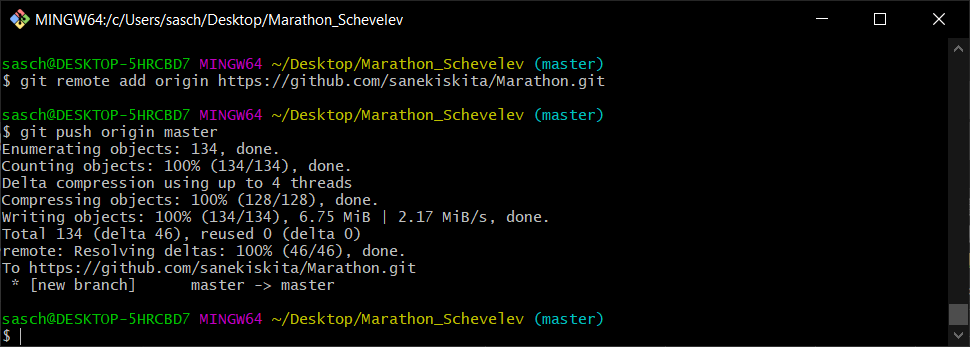 MINGW64:/c/Users/sasch/Desktop/Marathon_Schevelev
sasch@DESKTOP-5HRCBD7 MINGW64 ~/Desktop/Marathon_Schevelev (master)
$ git remote add origin https://github.com/sanekiskita/Marathon.git
sasch@DESKTOP-5HRCBD7 MINGW64 ~/Desktop/Marathon_Schevelev (master)
$ git push origin master
Enumerating objects: 134, done.
Counting objects: 100% (134/134), done.
Delta compression using up to 4 threads
Compressing objects: 100% (128/128), done.
Writing objects: 100% (134/134), 6.75 MiB | 2.17 MiB/s, done.
Total 134 (delta 46), reused 0 (delta 0)
remote: Resolving deltas: 100% (46/46), done.
To https://github.com/sanekiskita/Marathon.git
 * [new branch]      master -> master
sasch@DESKTOP-5HRCBD7 MINGW64 ~/Desktop/Marathon_Schevelev (master)
$